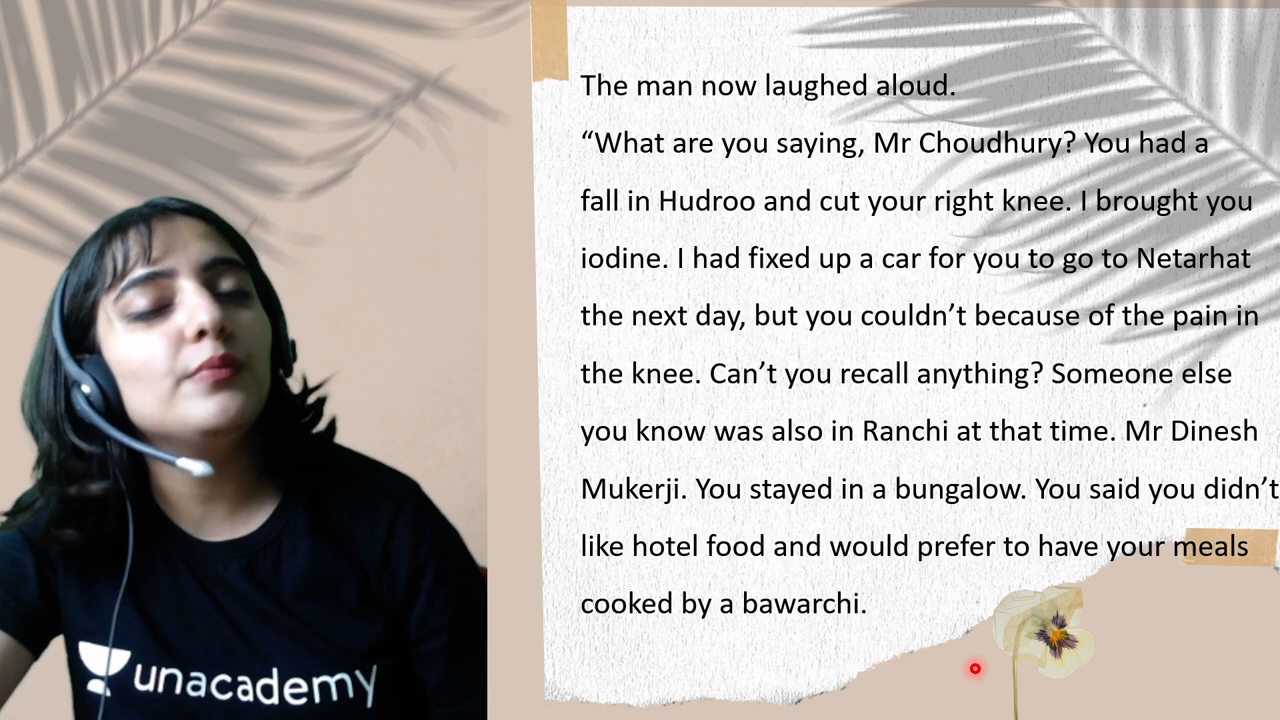 The man now laughed aloud.
“What are you saying, Mr Choudhury? You had a
fall in Hudroo and cut your right knee. I brought you
iodine. I had fixed up a car for you to go to Netarhat
the next day, but you couldn’t because of the pain in
the knee. Can’t you recall anything? Someone else
you know was also in Ranchi at that time. Mr Dinesh
Mukerji. You stayed in a bungalow. You said you didn’t
like hotel food and would prefer to have your meals
cooked by a bawarchi.
unacademy